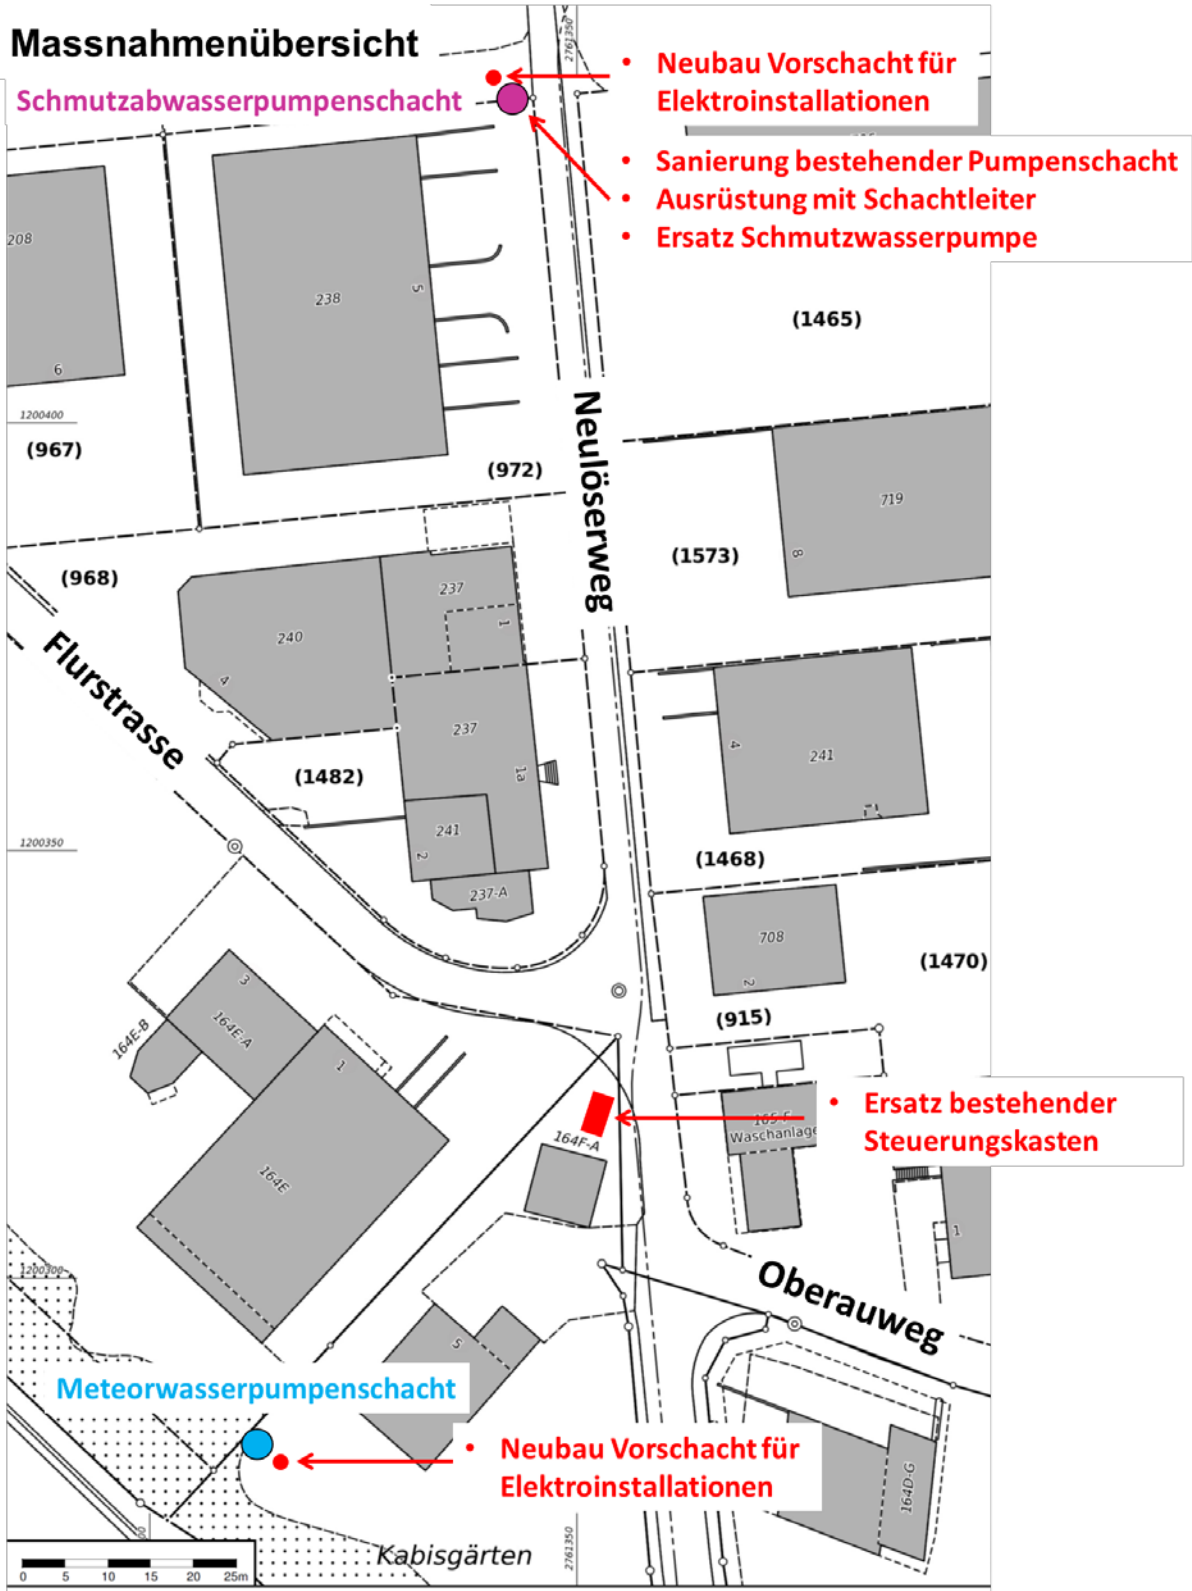 Massnahmenübersicht
2761350
• Neubau Vorschacht für
Elektroinstallationen
Schmutzabwasserpumpenschacht
• Sanierung bestehender Pumpenschacht
• Ausrüstung mit Schachtleiter
• Ersatz Schmutzwasserpumpe
208
238
5
6
(1465)
1200400
(967)
(972)
Neulöserweg
719
8
(1573)
(968)
237
1
240
4
Flurstrasse
237
1a
(1482)
4
241
241
2
1200350
(1468)
237-A
708
2
(1470)
(915)
3
164E-A
164E-B
1
• Ersatz bestehender
Steuerungskasten
165-F
Waschanlage
164F-A
164E
1
1200300
Oberauweg
5
Meteorwasserpumpenschacht
• Neubau Vorschacht für
Elektroinstallationen
164D-G
2761350
Kabisgärten
0 5 10 15 20 25m